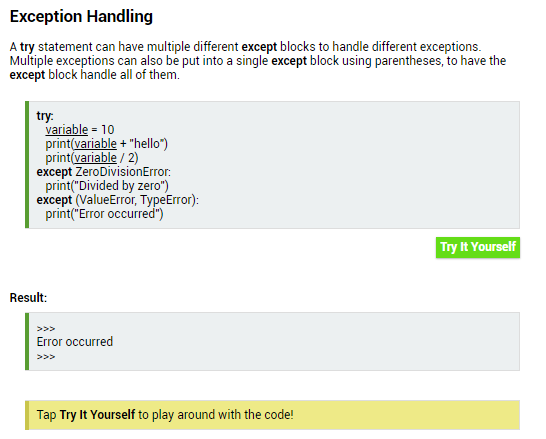 Exception Handling
A try statement can have multiple different except blocks to handle different exceptions.
Multiple exceptions can also be put into a single except block using parentheses, to have the
except block handle all of them.
try:
   variable = 10
   print(variable + "hello")
   print(variable / 2)
except ZeroDivisionError:
   print("Divided by zero")
except (ValueError, TypeError):
   print("Error occurred")
Try It Yourself
Result:
>>>
Error occurred
>>>
Tap Try It Yourself to play around with the code!